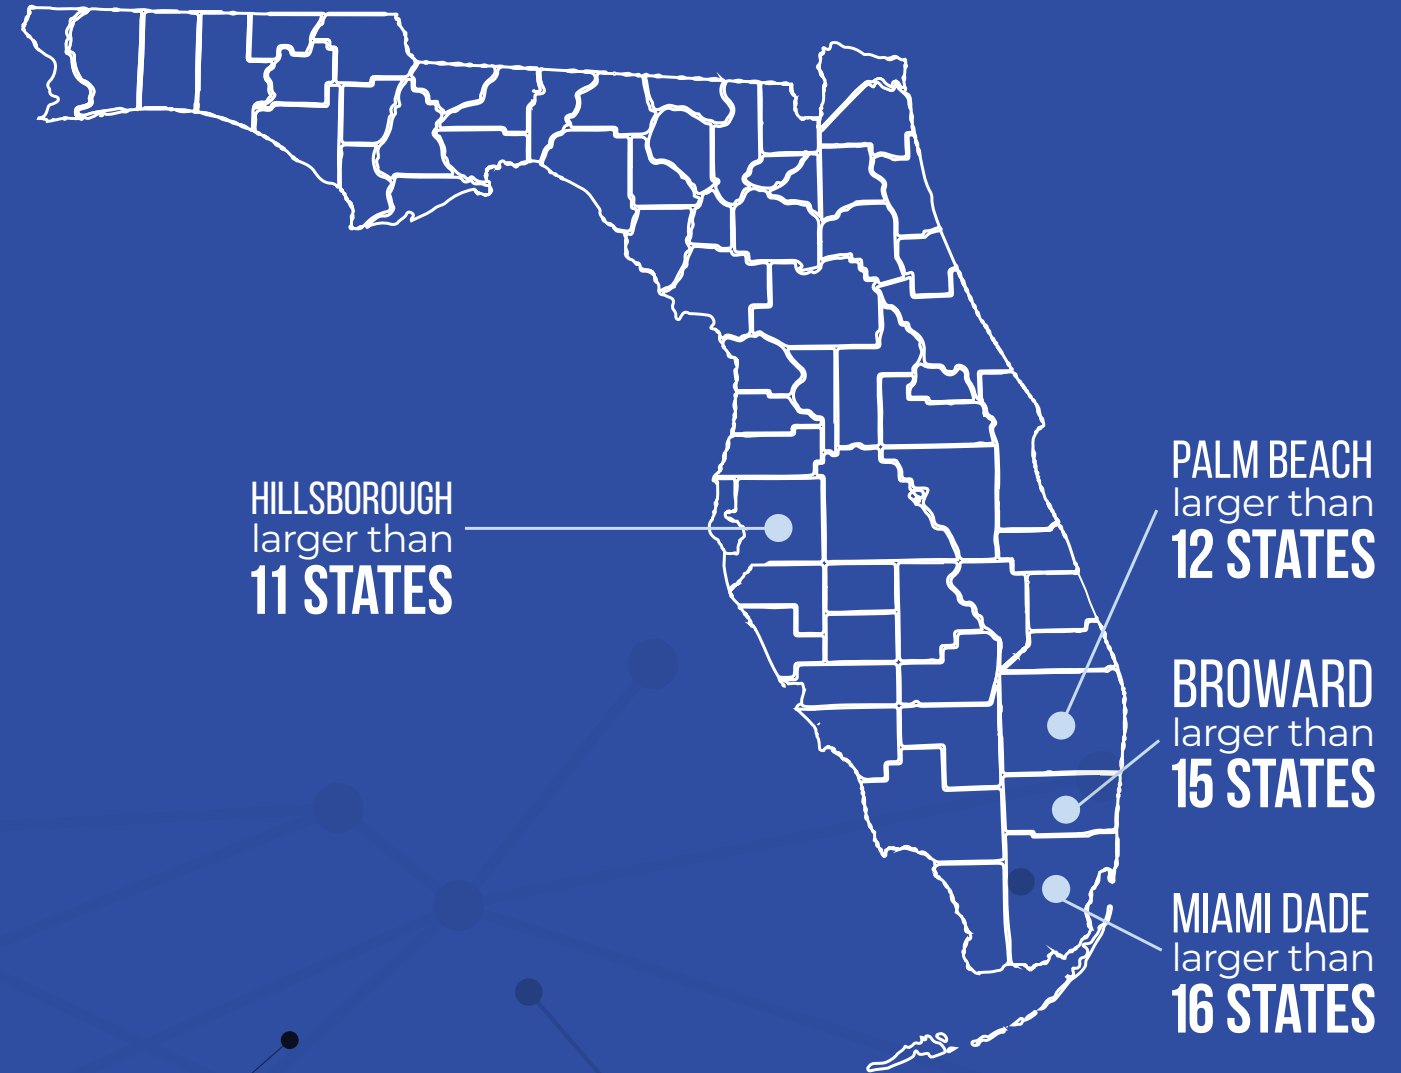 HILLSBOROUGH
larger than
11 STATES
PALM BEACH
larger than
12 STATES
BROWARD
larger than
15 STATES
MIAMI DADE
larger than
16 STATES